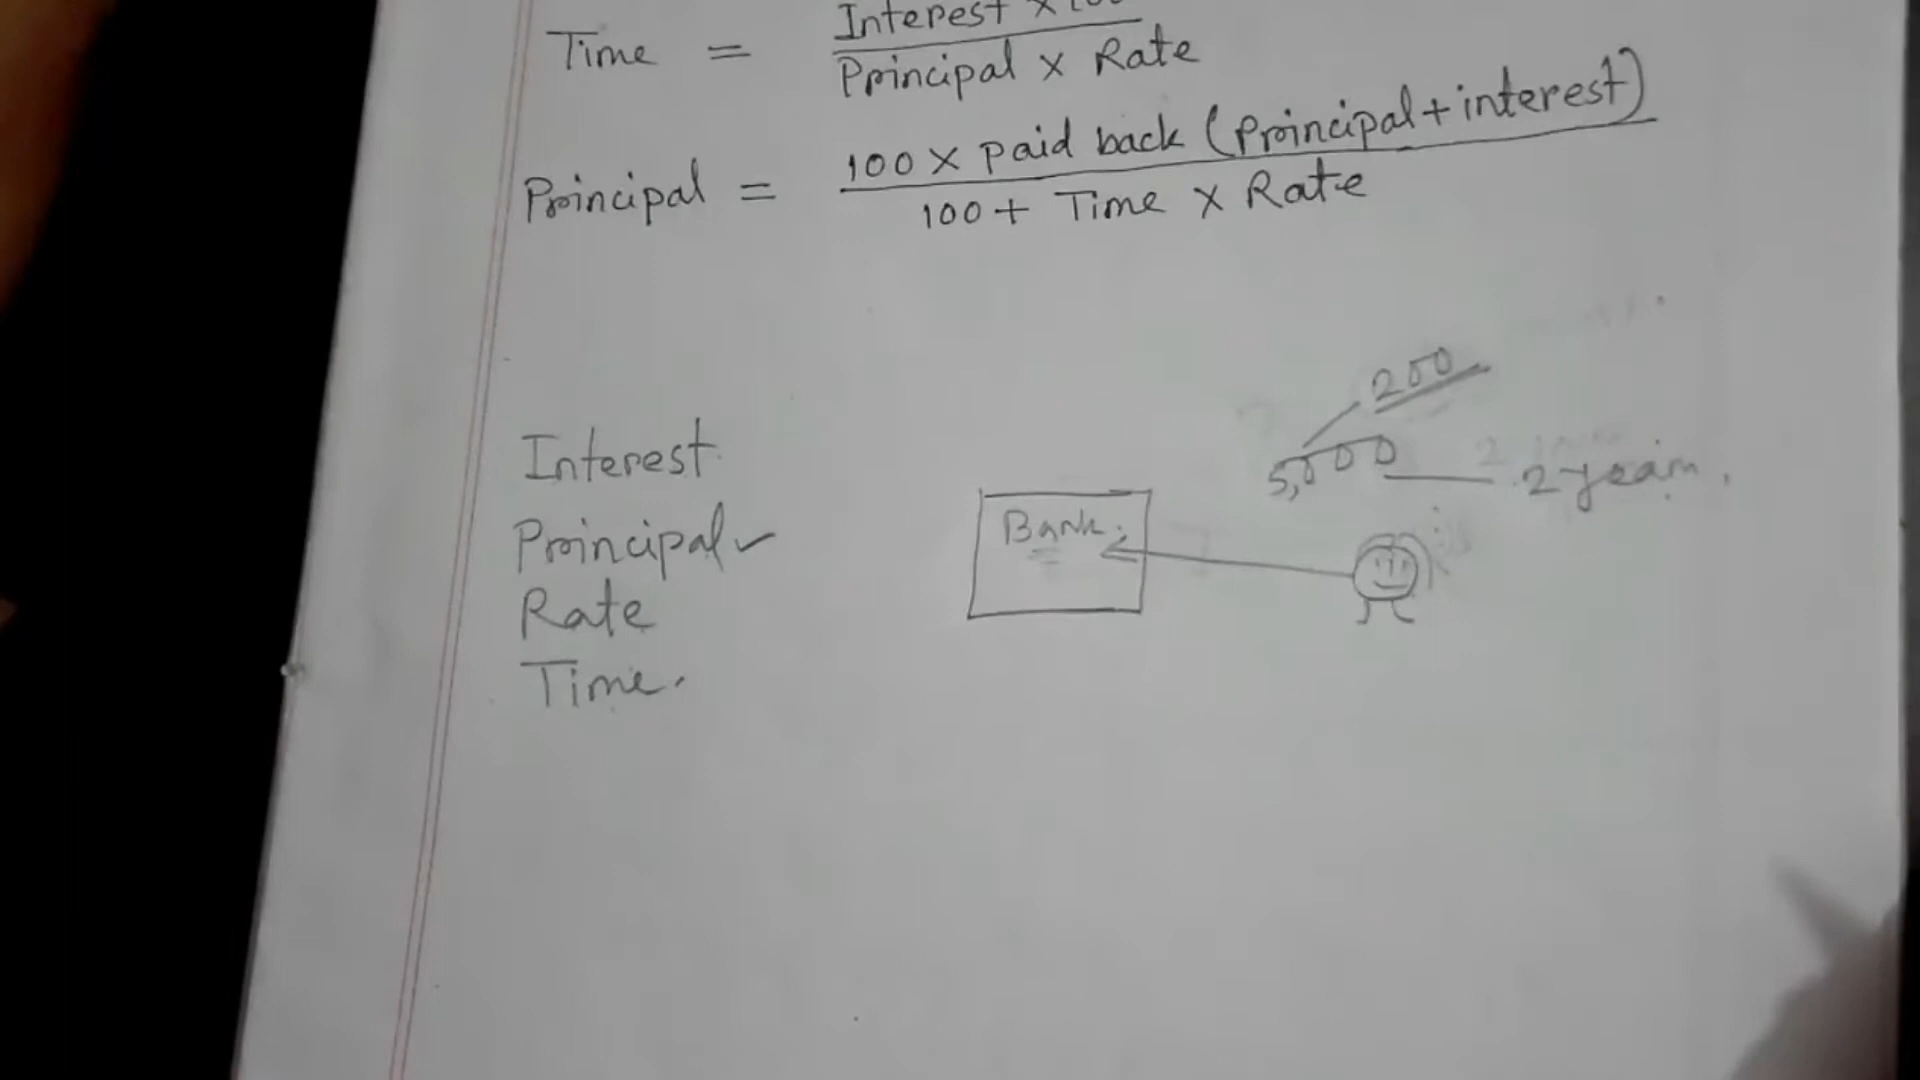 Time = Interest x 100
Principal x Rate
Principal = 100 x Paid back (Principal + interest)
100 + Time x Rate
200
5,000 2 years.
Interest
Principal ✓
Rate
Time.
Bank.